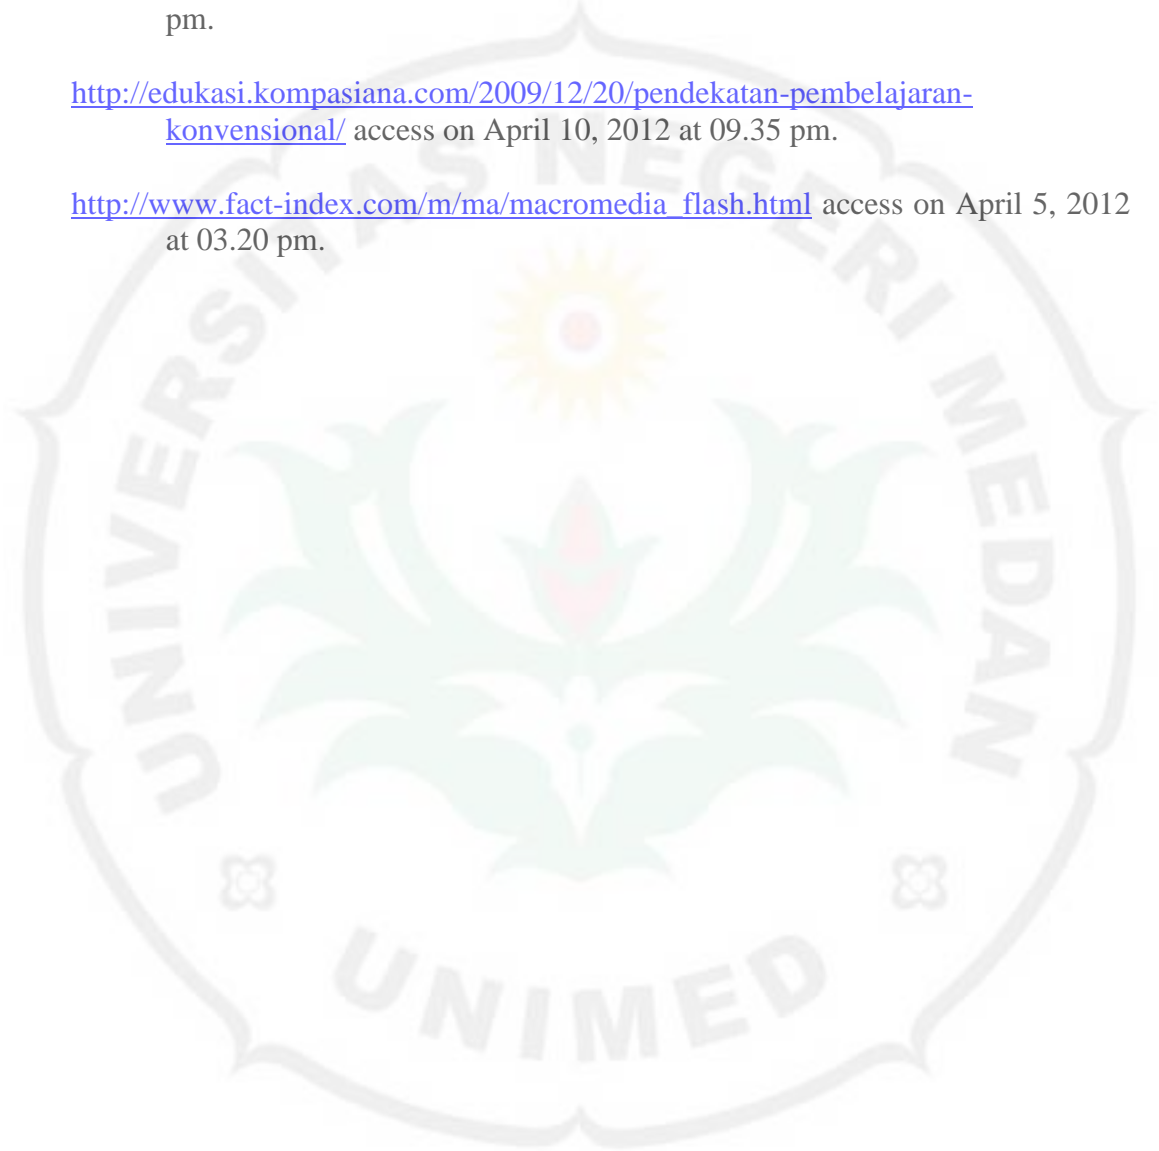 pm.
http://edukasi.kompasiana.com/2009/12/20/pendekatan-pembelajaran-
konvensional/ access on April 10, 2012 at 09.35 pm.
http://www.fact-index.com/m/ma/macromedia_flash.html access on April 5, 2012
at 03.20 pm.
UNIVERSITAS NEGERI MEDAN
UNIMED